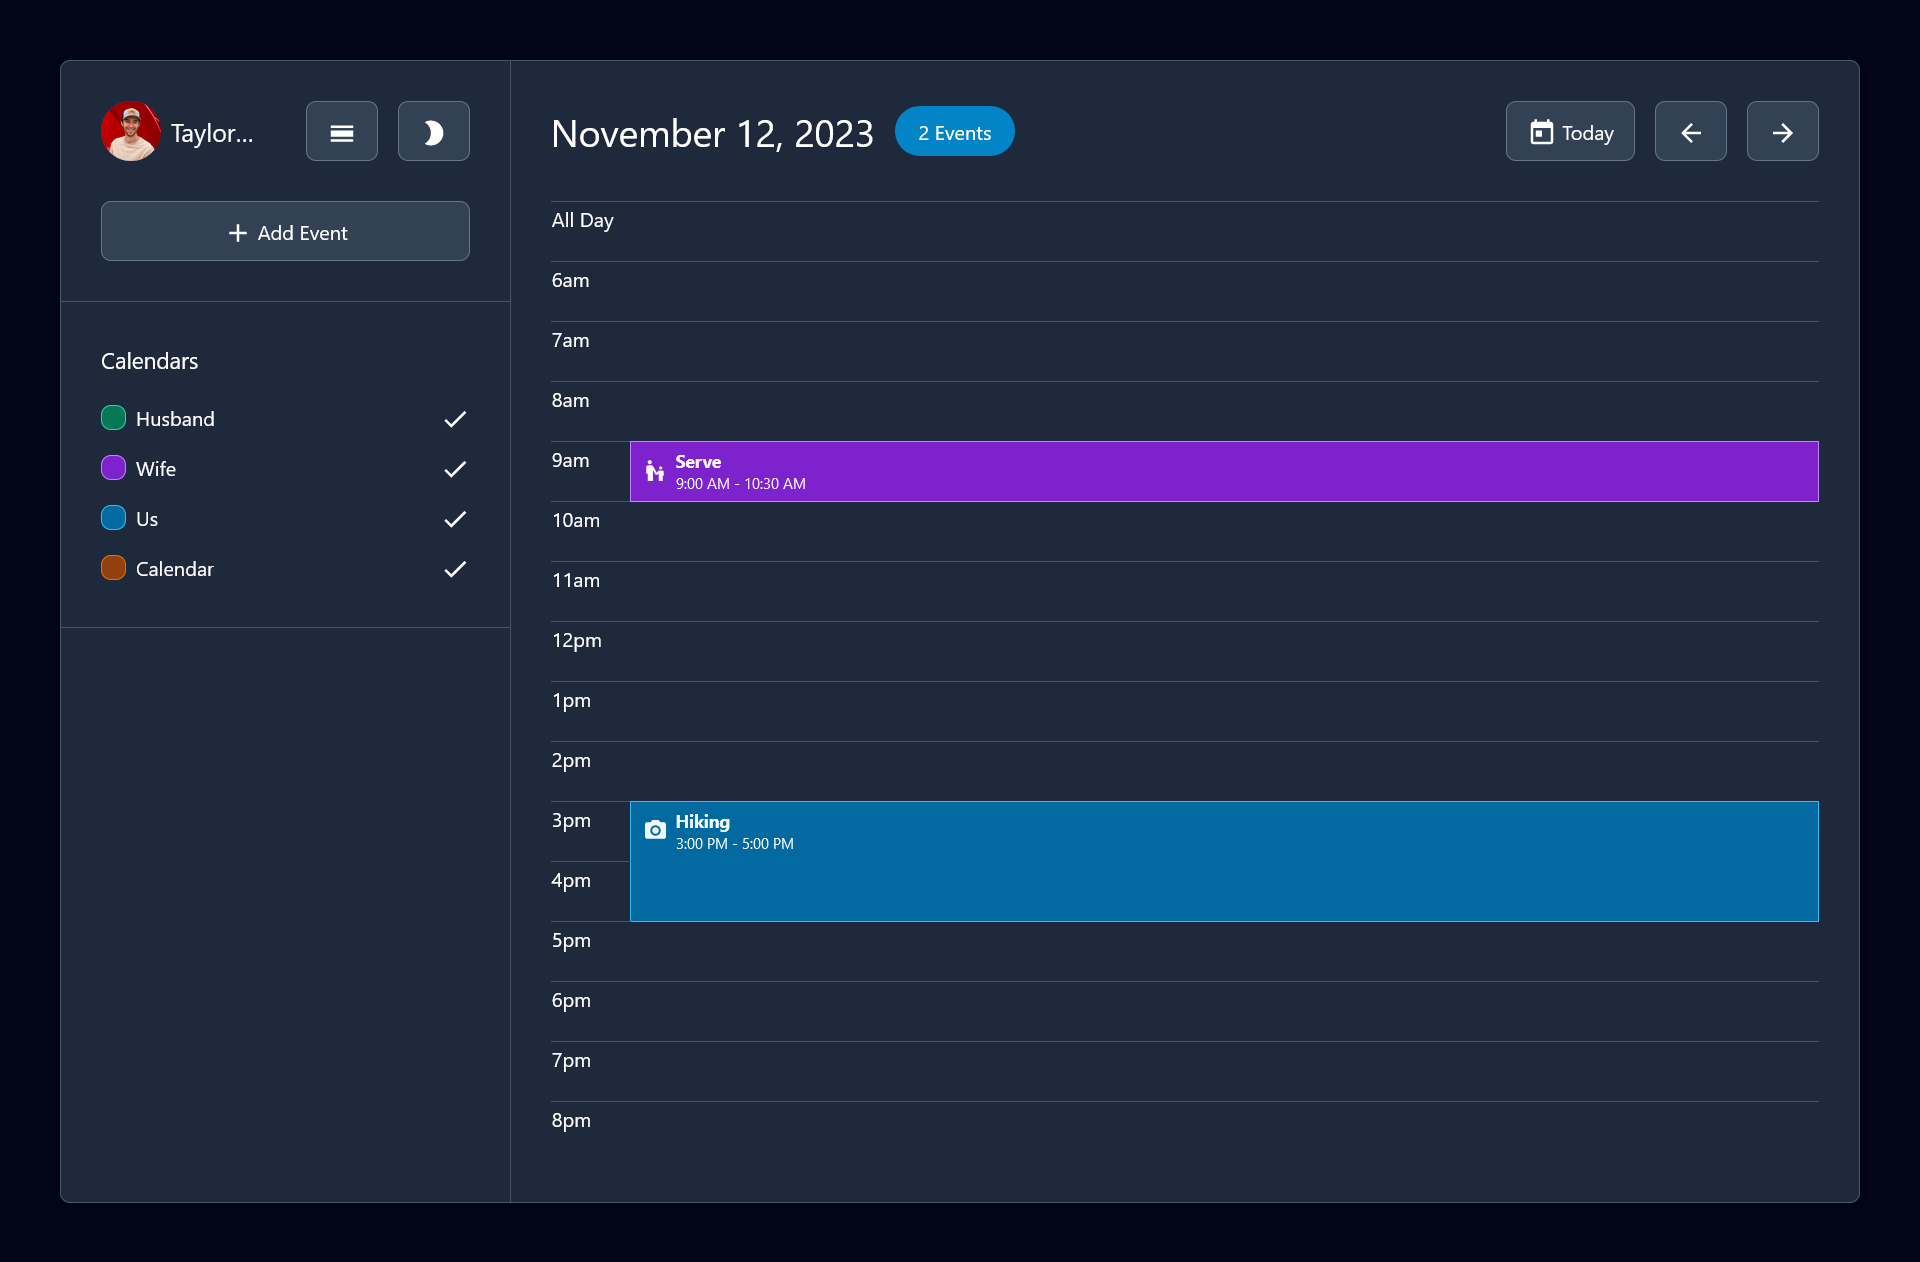 Taylor...
Add Event
Calendars
Husband
Wife
Us
Calendar
November 12, 2023
2 Events
Today
All Day
6am
7am
8am
9am
Serve
9:00 AM - 10:30 AM
10am
11am
12pm
1pm
2pm
3pm
Hiking
3:00 PM - 5:00 PM
4pm
5pm
6pm
7pm
8pm